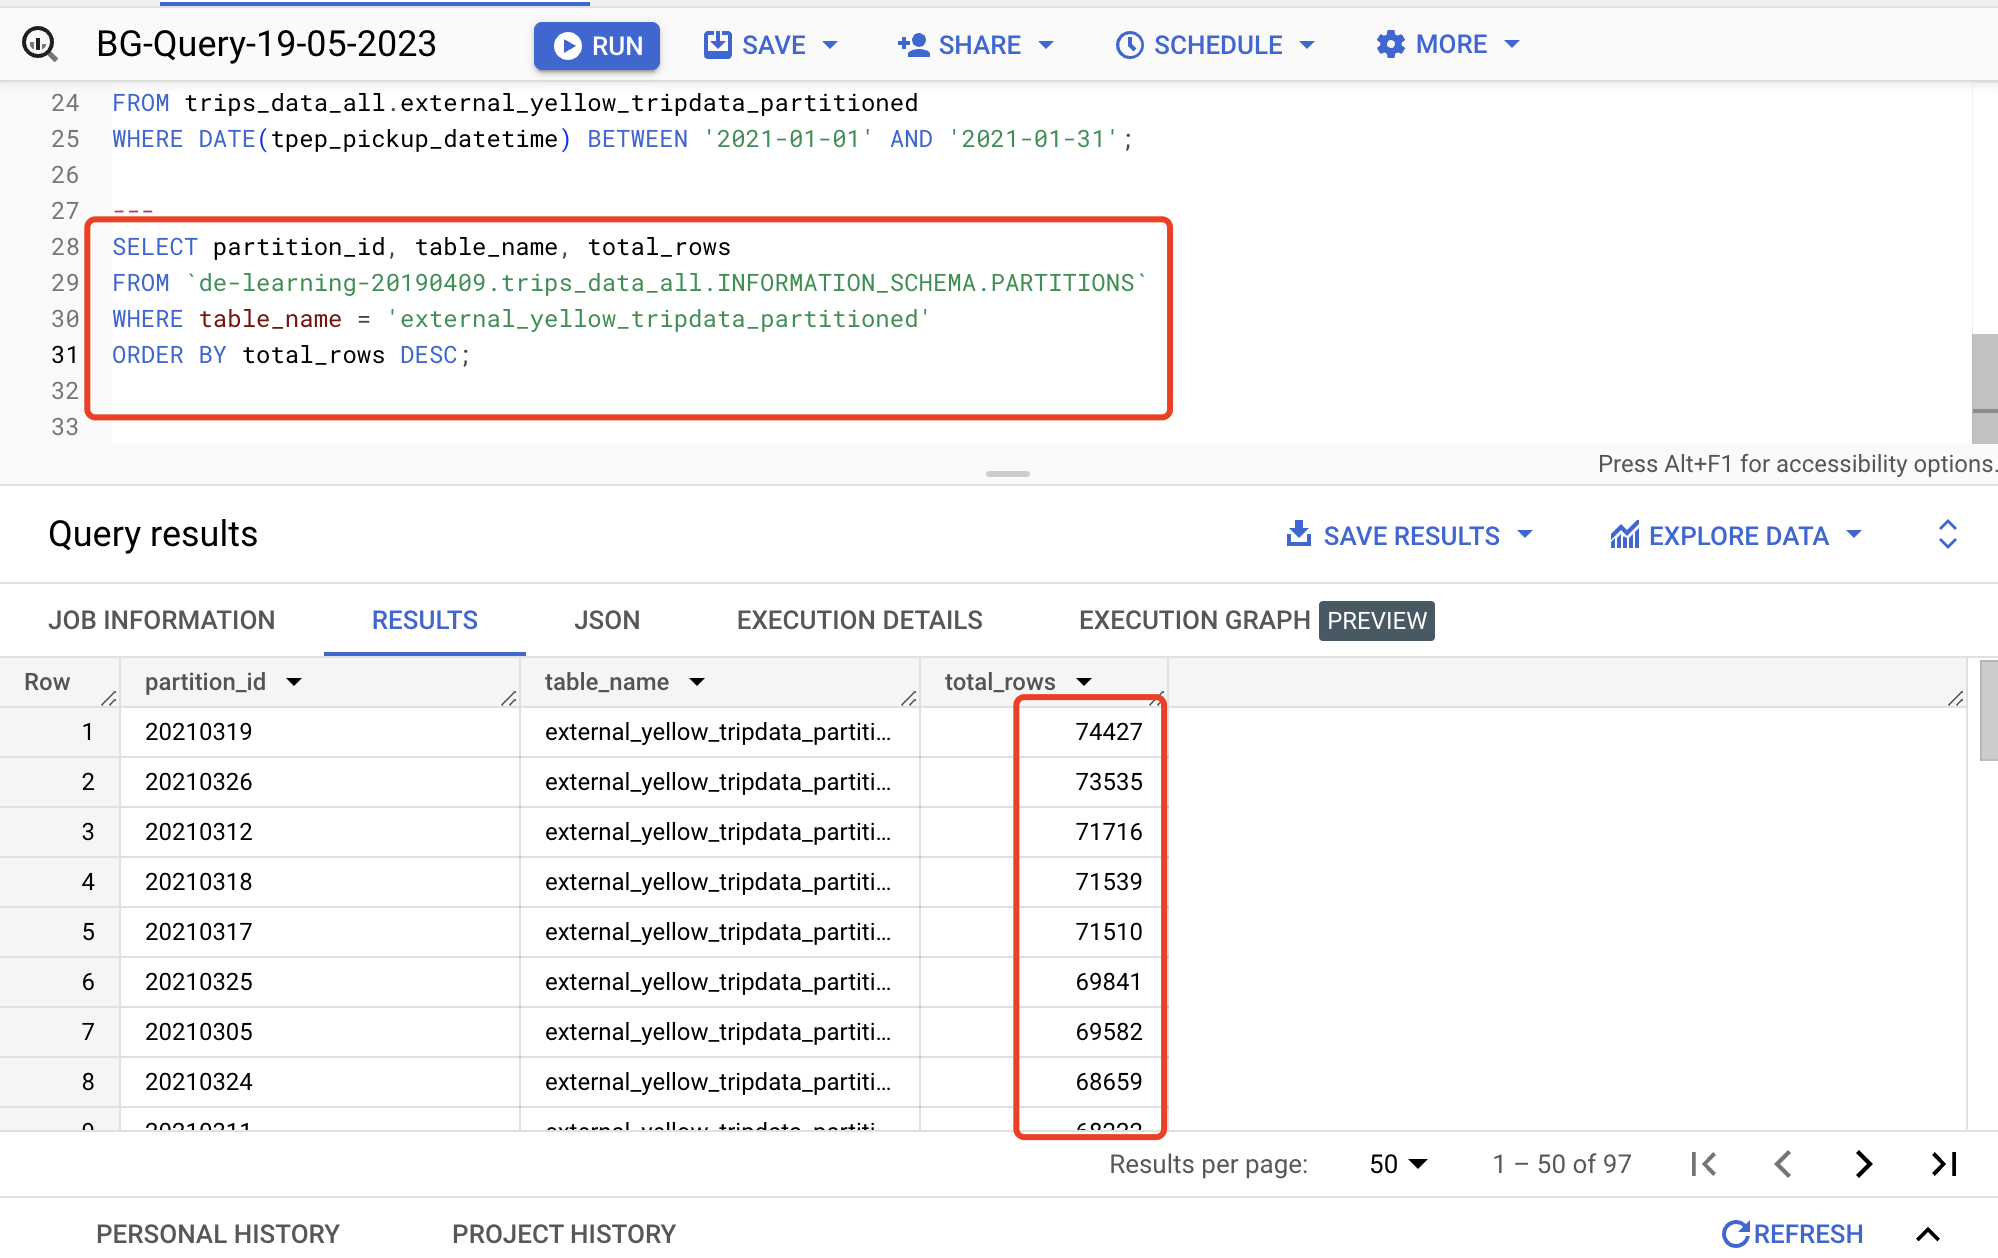 BG-Query-19-05-2023 RUN SAVE SHARE SCHEDULE MORE
24 FROM trips_data_all.external_yellow_tripdata_partitioned
25 WHERE DATE(tpep_pickup_datetime) BETWEEN '2021-01-01' AND '2021-01-31';
26
27 ---
28 SELECT partition_id, table_name, total_rows
29 FROM `de-learning-20190409.trips_data_all.INFORMATION_SCHEMA.PARTITIONS`
30 WHERE table_name = 'external_yellow_tripdata_partitioned'
31 ORDER BY total_rows DESC;
32
33
Press Alt+F1 for accessibility options.
Query results SAVE RESULTS EXPLORE DATA
JOB INFORMATION RESULTS JSON EXECUTION DETAILS EXECUTION GRAPH PREVIEW
Row partition_id table_name total_rows
1 20210319 external_yellow_tripdata_partiti... 74427
2 20210326 external_yellow_tripdata_partiti... 73535
3 20210312 external_yellow_tripdata_partiti... 71716
4 20210318 external_yellow_tripdata_partiti... 71539
5 20210317 external_yellow_tripdata_partiti... 71510
6 20210325 external_yellow_tripdata_partiti... 69841
7 20210305 external_yellow_tripdata_partiti... 69582
8 20210324 external_yellow_tripdata_partiti... 68659
Results per page: 50 1 – 50 of 97
PERSONAL HISTORY PROJECT HISTORY REFRESH